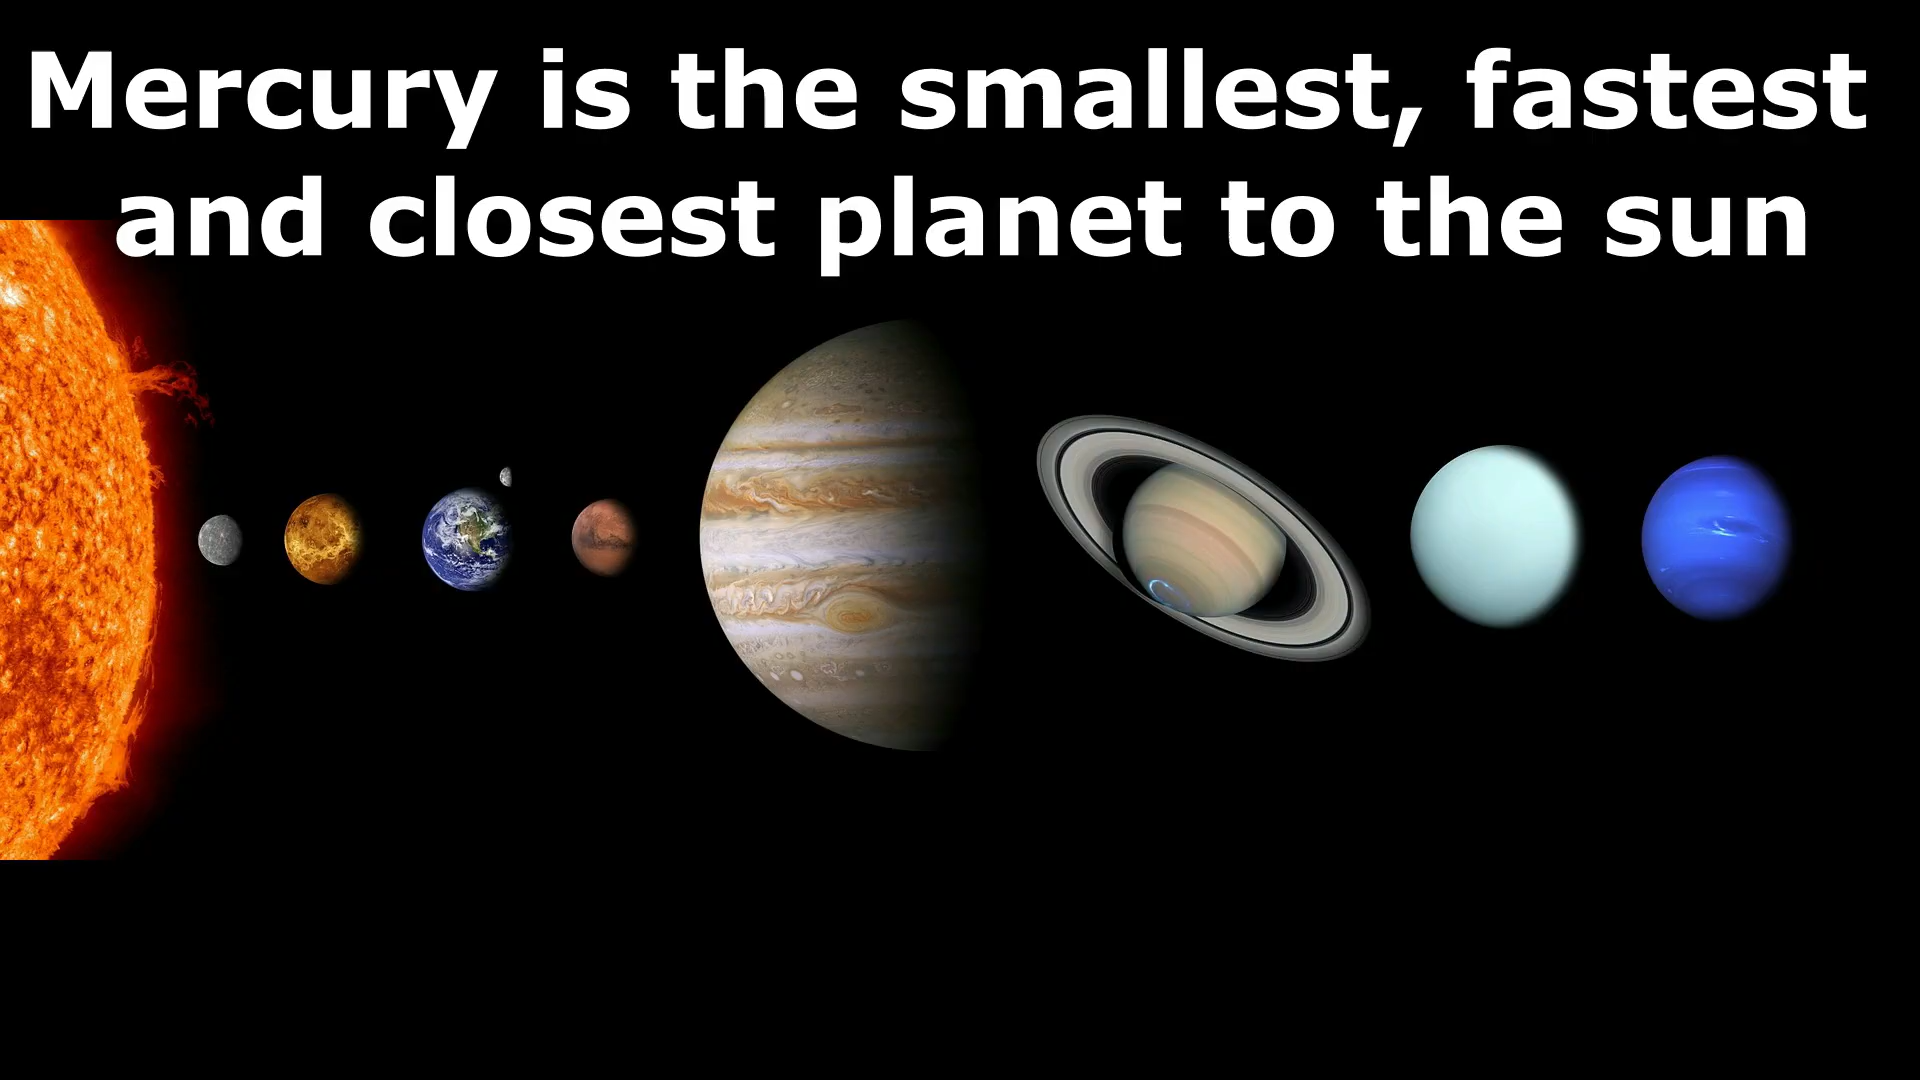 Mercury is the smallest, fastest
and closest planet to the sun